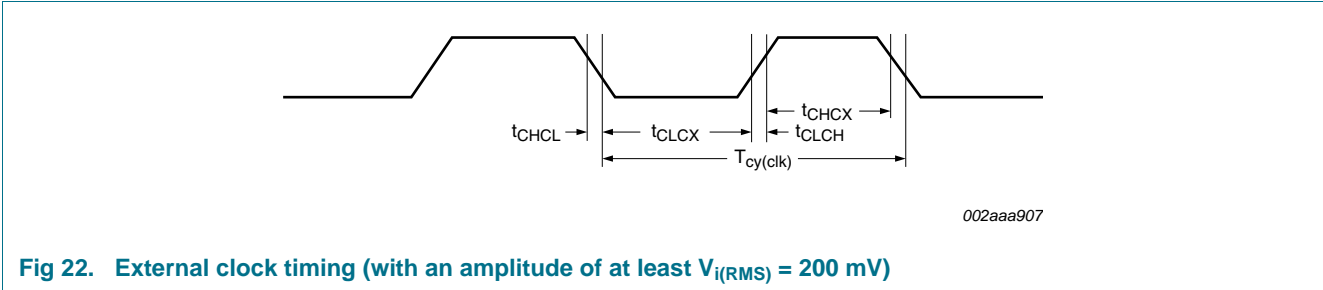 tCHCX
tCHCL tCLCX tCLCH
Tcy(clk)
002aaa907
Fig 22. External clock timing (with an amplitude of at least Vi(RMS) = 200 mV)